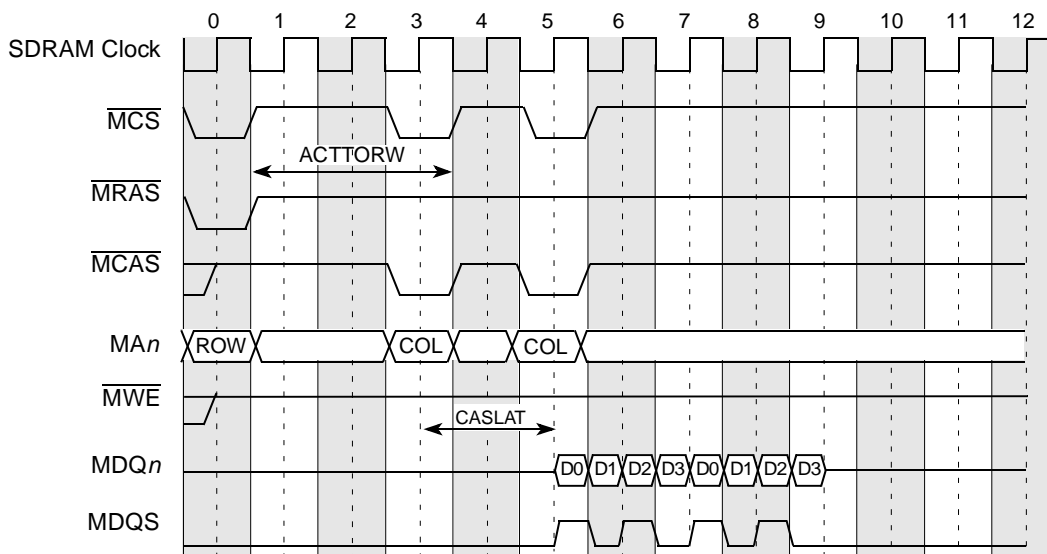 0 1 2 3 4 5 6 7 8 9 10 11 12
SDRAM Clock
MCS
ACTTORW
MRAS
MCAS
MAn ROW COL COL
MWE
CASLAT
MDQn D0 D1 D2 D3 D0 D1 D2 D3
MDQS